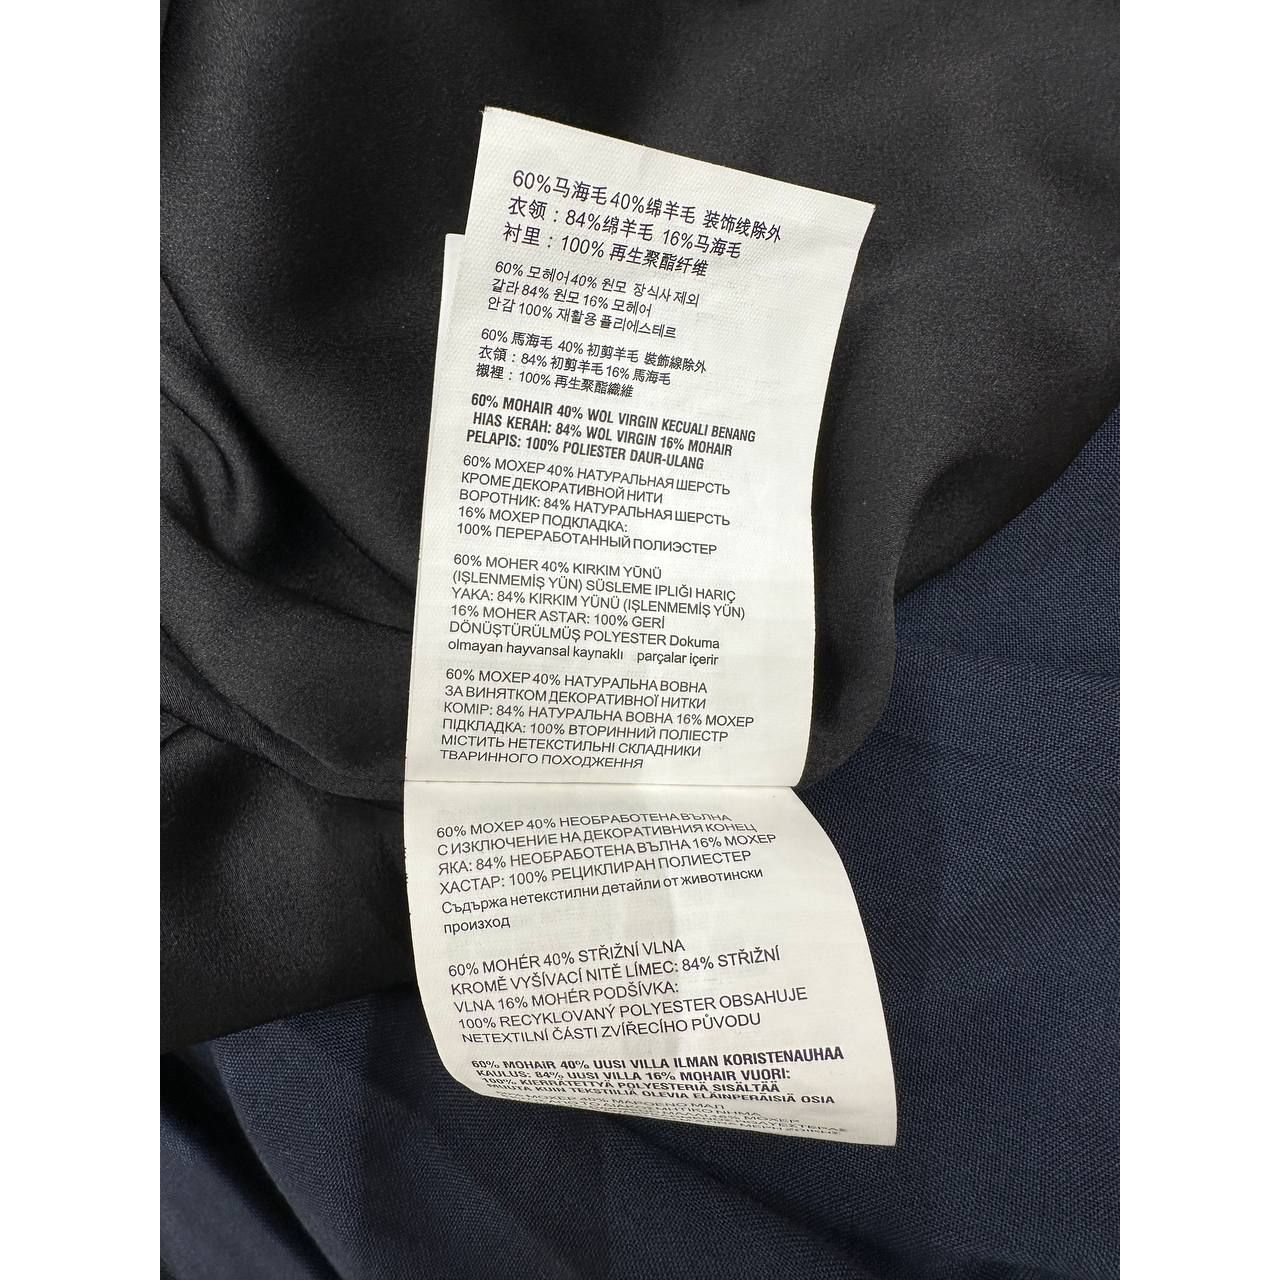 60%马海毛40%绵羊毛 装饰线除外
衣领：84%绵羊毛 16%马海毛
衬里：100% 再生聚酯纤维
60% 모헤어 40% 원모 장식사 제외
칼라 84% 원모 16% 모헤어
안감 100% 재활용 폴리에스테르
60% 馬海毛 40% 初剪羊毛 裝飾線除外
衣領：84% 初剪羊毛 16% 馬海毛
襯裡：100% 再生聚酯纖維
60% MOHAIR 40% WOL VIRGIN KECUALI BENANG
HIAS KERAH: 84% WOL VIRGIN 16% MOHAIR
PELAPIS: 100% POLIESTER DAUR-ULANG
60% МОХЕР 40% НАТУРАЛЬНАЯ ШЕРСТЬ
КРОМЕ ДЕКОРАТИВНОЙ НИТИ
ВОРОТНИК: 84% НАТУРАЛЬНАЯ ШЕРСТЬ
16% МОХЕР ПОДКЛАДКА:
100% ПЕРЕРАБОТАННЫЙ ПОЛИЭСТЕР
60% MOHER 40% KIRKIM YÜNÜ
(IŞLENMEMİŞ YÜN) SÜSLEME IPLIĞI HARIÇ
YAKA: 84% KIRKIM YÜNÜ (IŞLENMEMİŞ YÜN)
16% MOHER ASTAR: 100% GERİ
DÖNÜŞTÜRÜLMÜŞ POLYESTER Dokuma
olmayan hayvansal kaynaklı parçalar içerir
60% МОХЕР 40% НАТУРАЛЬНА ВОВНА
ЗА ВИНЯТКОМ ДЕКОРАТИВНОЇ НИТКИ
КОМІР: 84% НАТУРАЛЬНА ВОВНА 16% МОХЕР
ПІДКЛАДКА: 100% ВТОРИННИЙ ПОЛІЕСТР
МІСТИТЬ НЕТЕКСТИЛЬНІ СКЛАДНИКИ
ТВАРИННОГО ПОХОДЖЕННЯ
60% МОХЕР 40% НЕОБРАБОТЕНА ВЪЛНА
С ИЗКЛЮЧЕНИЕ НА ДЕКОРАТИВНИЯ КОНЕЦ
ЯКА: 84% НЕОБРАБОТЕНА ВЪЛНА 16% МОХЕР
ХАСТАР: 100% РЕЦИКЛИРАН ПОЛИЕСТЕР
Съдържа нетекстилни детайли от животински
произход
60% MOHÉR 40% STŘIŽNÍ VLNA
KROMĚ VYŠÍVACÍ NITĚ LÍMEC: 84% STŘIŽNÍ
VLNA 16% MOHÉR PODŠÍVKA:
100% RECYKLOVANÝ POLYESTER OBSAHUJE
NETEXTILNÍ ČÁSTI ZVÍŘECÍHO PŮVODU
60% MOHAIR 40% UUSI VILLA ILMAN KORISTENAUHAA
KAULUS: 84% UUSI VILLA 16% MOHAIR VUORI:
100% KIERRÄTETTYÄ POLYESTERIÄ SISÄLTÄÄ
MUUTA KUIN TEKSTIILIÄ OLEVIA ELÄINPERÄISIÄ OSIA